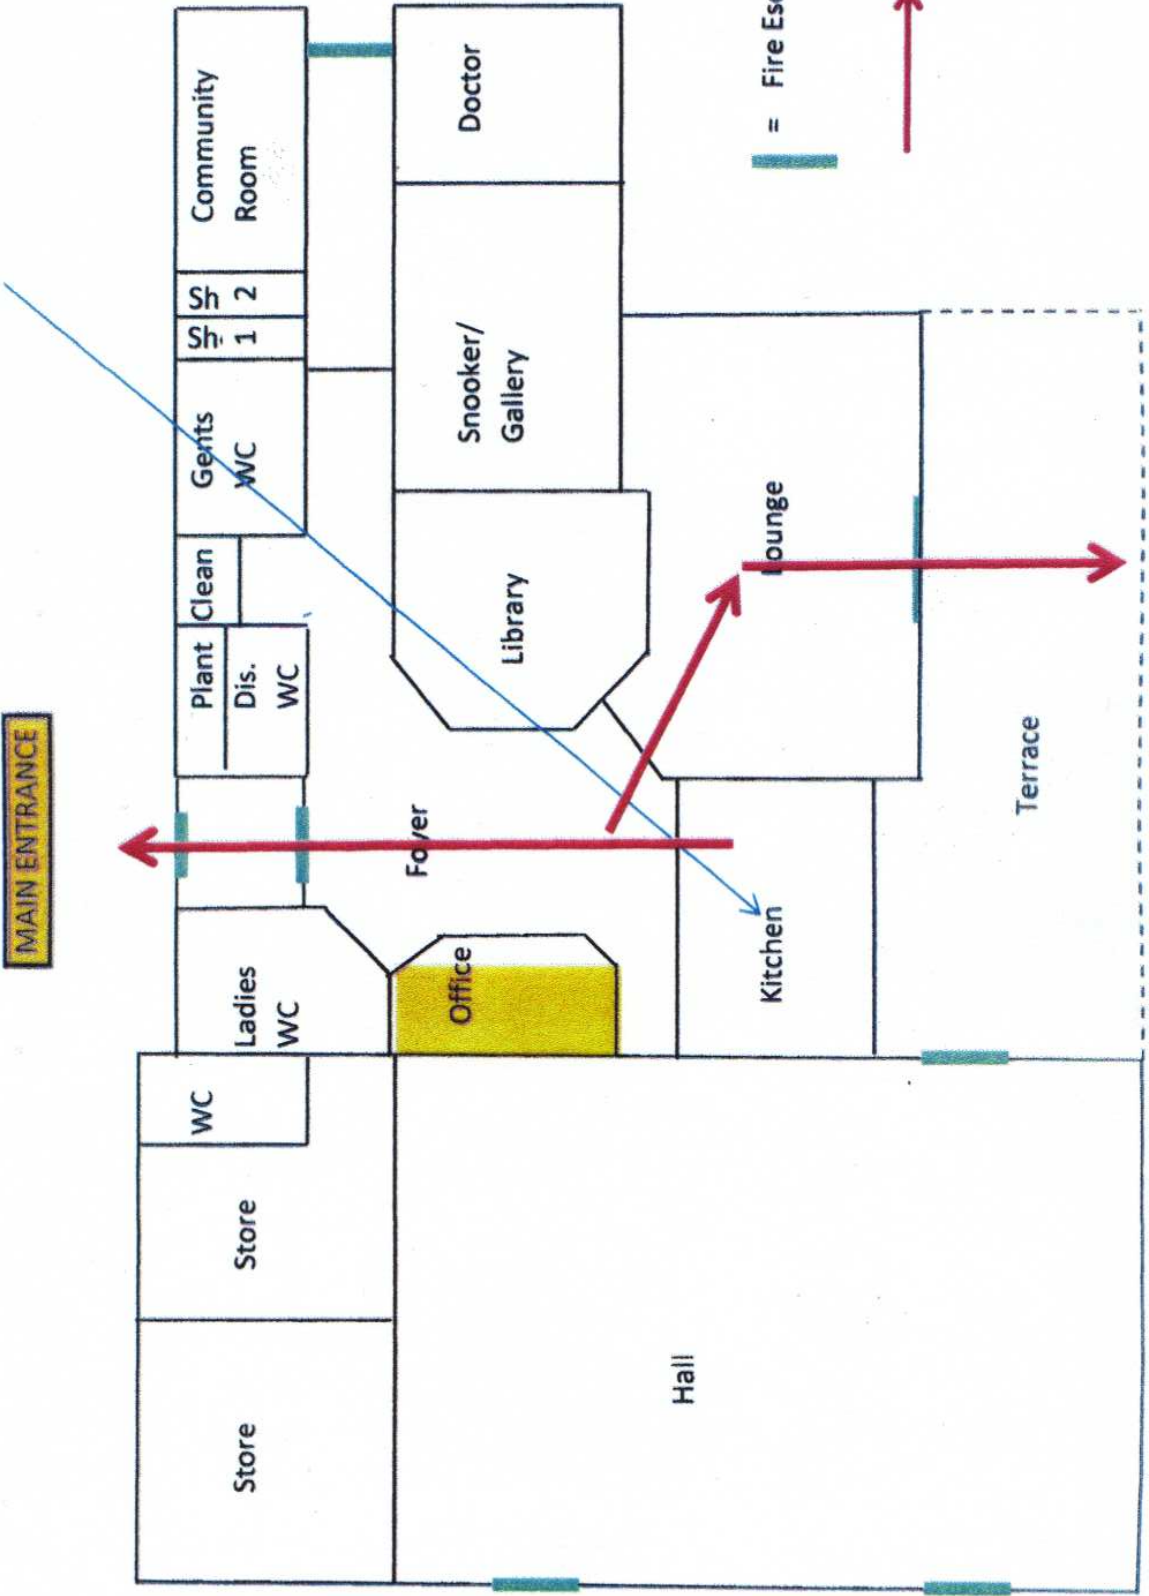 MAIN ENTRANCE
Community
Room
Sh
2
Sh
1
Gents
WC
Clean
Plant
Dis.
WC
Ladies
WC
WC
Store
Store
Doctor
Snooker/
Gallery
Library
Foyer
Office
Lounge
Kitchen
Terrace
Hall
= Fire